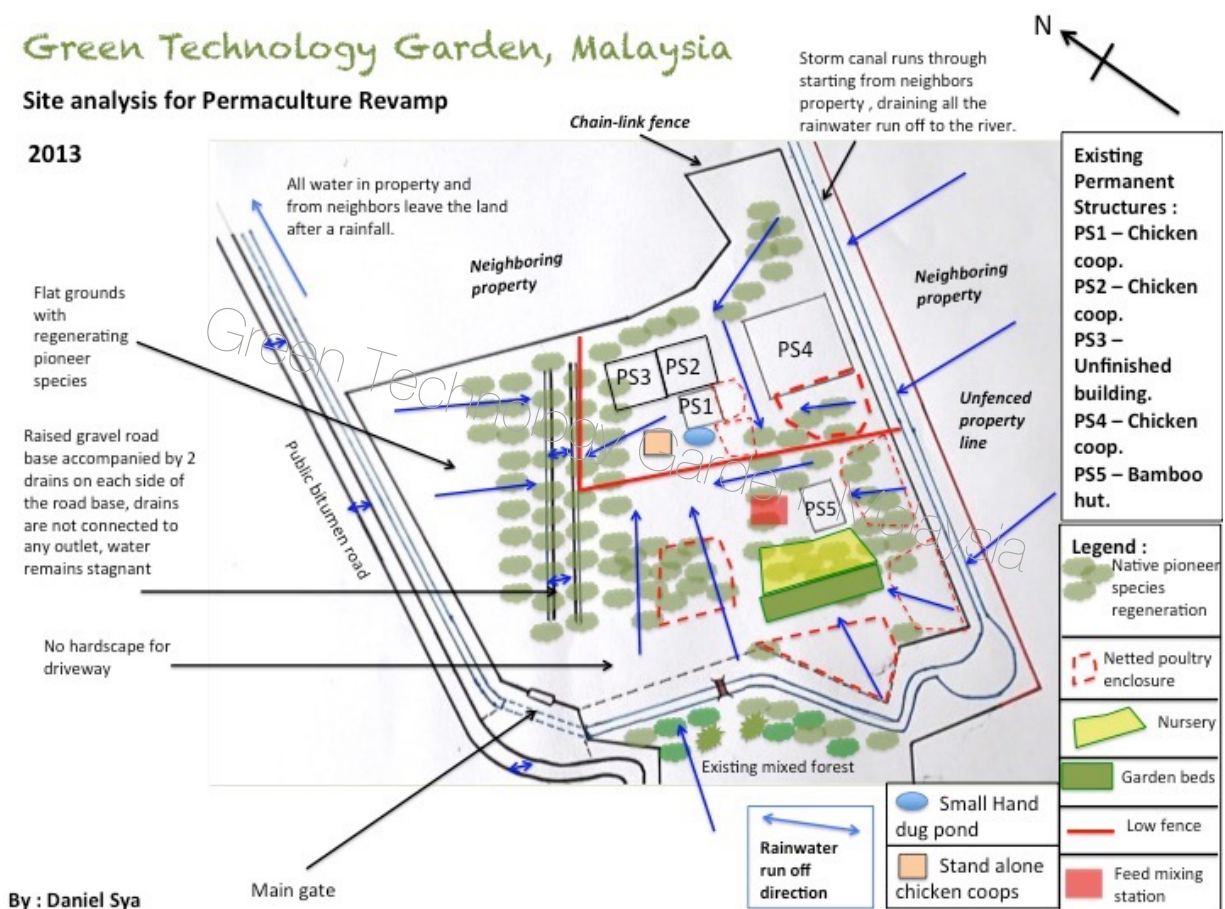 Green Technology Garden, Malaysia
Site analysis for Permaculture Revamp
2013
N
Storm canal runs through
starting from neighbors
property , draining all the
rainwater run off to the river.
Chain-link fence
All water in property and
from neighbors leave the land
after a rainfall.
Neighboring
property
Neighboring
property
Unfenced
property
line
Flat grounds
with
regenerating
pioneer
species
Raised gravel road
base accompanied by 2
drains on each side of
the road base, drains
are not connected to
any outlet, water
remains stagnant
No hardscape for
driveway
Public bitumen road
PS3
PS2
PS1
PS4
PS5
Green Technology Garden, Malaysia
Existing mixed forest
Main gate
By : Daniel Sya
Existing
Permanent
Structures :
PS1 – Chicken
coop.
PS2 – Chicken
coop.
PS3 –
Unfinished
building.
PS4 – Chicken
coop.
PS5 – Bamboo
hut.
Legend :
Native pioneer
species
regeneration
Netted poultry
enclosure
Nursery
Garden beds
Low fence
Feed mixing
station
Small Hand
dug pond
Stand alone
chicken coops
Rainwater
run off
direction